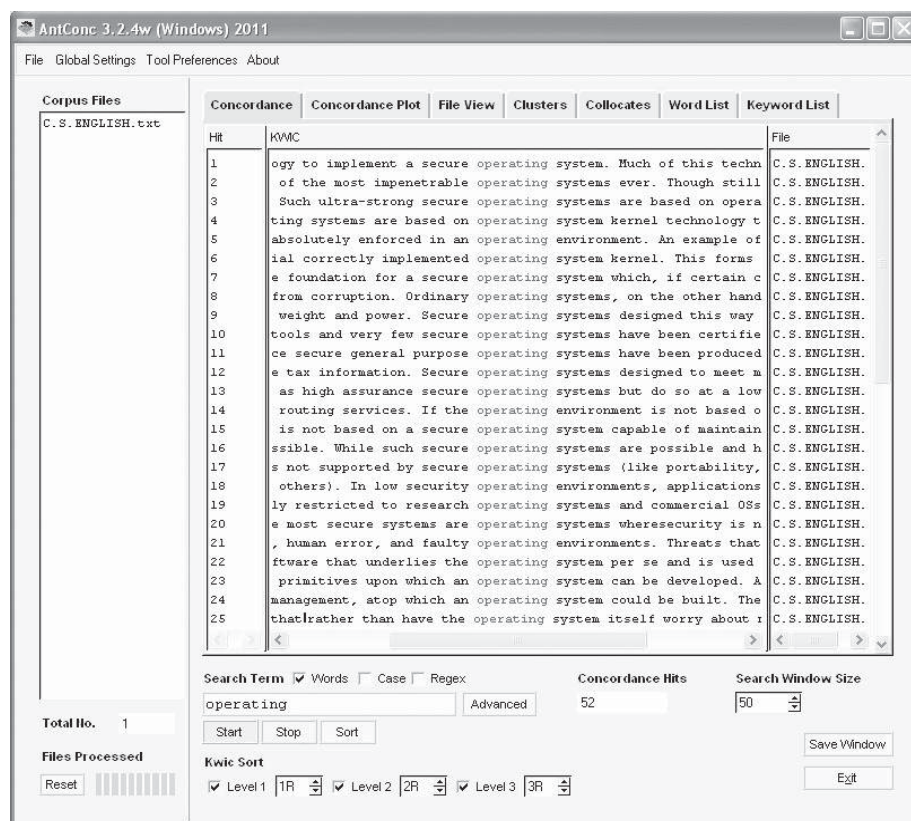 AntConc 3.2.4w (Windows) 2011
File Global Settings Tool Preferences About
Corpus Files
C.S.ENGLISH.txt
Concordance Concordance Plot File View Clusters Collocates Word List Keyword List
Hit KWIC File
1 ogy to implement a secure operating system. Much of this techn C.S.ENGLISH.
2 of the most impenetrable operating systems ever. Though still C.S.ENGLISH.
3 Such ultra-strong secure operating systems are based on opera C.S.ENGLISH.
4 ting systems are based on operating system kernel technology t C.S.ENGLISH.
5 absolutely enforced in an operating environment. An example of C.S.ENGLISH.
6 ial correctly implemented operating system kernel. This forms C.S.ENGLISH.
7 e foundation for a secure operating system which, if certain c C.S.ENGLISH.
8 from corruption. Ordinary operating systems, on the other hand C.S.ENGLISH.
9 weight and power. Secure operating systems designed this way C.S.ENGLISH.
10 tools and very few secure operating systems have been certifie C.S.ENGLISH.
11 ce secure general purpose operating systems have been produced C.S.ENGLISH.
12 e tax information. Secure operating systems designed to meet m C.S.ENGLISH.
13 as high assurance secure operating systems but do so at a low C.S.ENGLISH.
14 routing services. If the operating environment is not based o C.S.ENGLISH.
15 is not based on a secure operating system capable of maintain C.S.ENGLISH.
16 ssible. While such secure operating systems are possible and h C.S.ENGLISH.
17 s not supported by secure operating systems (like portability, C.S.ENGLISH.
18 others). In low security operating environments, applications C.S.ENGLISH.
19 ly restricted to research operating systems and commercial OSs C.S.ENGLISH.
20 e most secure systems are operating systems wheresecurity is n C.S.ENGLISH.
21 , human error, and faulty operating environments. Threats that C.S.ENGLISH.
22 ftware that underlies the operating system per se and is used C.S.ENGLISH.
23 primitives upon which an operating system can be developed. A C.S.ENGLISH.
24 management, atop which an operating system could be built. The C.S.ENGLISH.
25 that rather than have the operating system itself worry about r C.S.ENGLISH.
Search Term Words Case Regex Concordance Hits Search Window Size
operating Advanced 52 50
Total No. 1
Start Stop Sort
Files Processed
Save Window
Kwic Sort
Reset
Level 1 1R Level 2 2R Level 3 3R
Exit